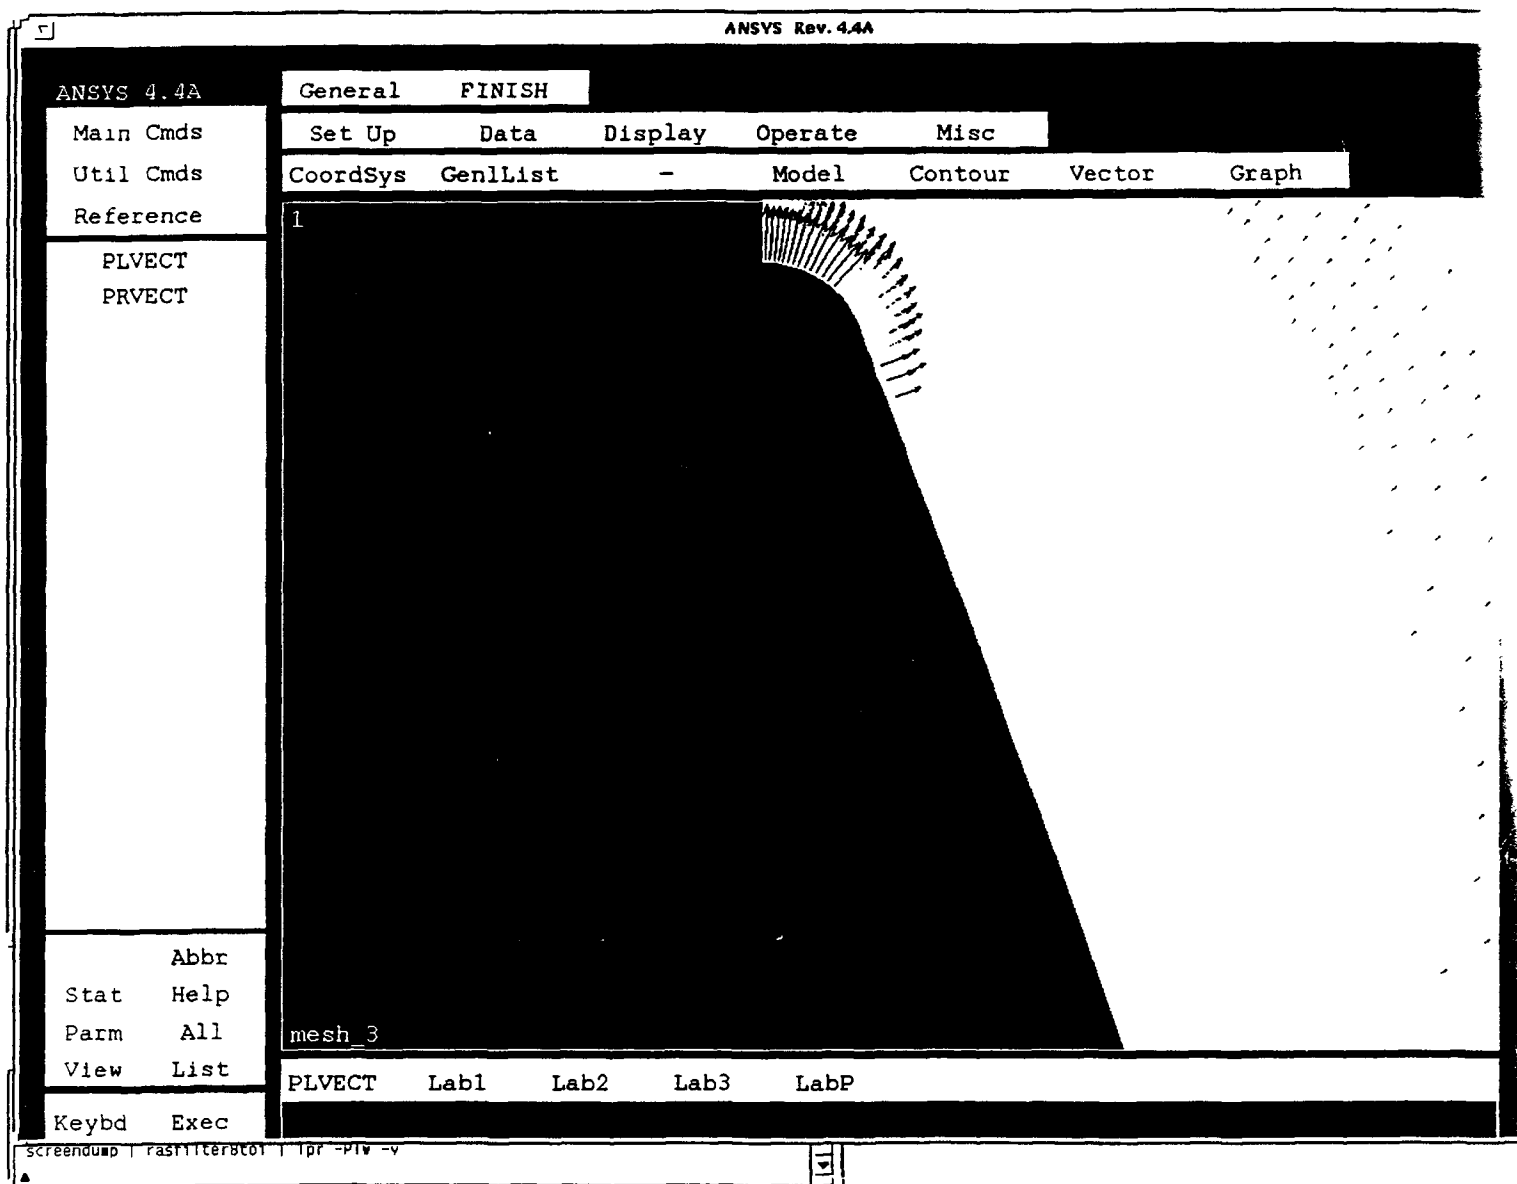 ANSYS Rev. 4.4A
ANSYS 4.4A
General FINISH
Main Cmds
Set Up Data Display Operate Misc
Util Cmds
CoordSys GenlList - Model Contour Vector Graph
Reference
1
PLVECT
PRVECT
Abbr
Stat Help
Parm All
mesh_3
View List
PLVECT Lab1 Lab2 Lab3 LabP
Keybd Exec
screendump | rasfilter8to1 | lpr -Plw -v